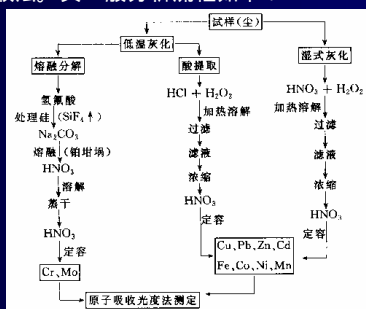 试样(尘)
低温灰化
湿式灰化
熔融分解
酸提取
氢氟酸
处理硅 (SiF₄↑)
Na₂CO₃
熔融 (铂坩埚)
HNO₃
溶解
蒸干
HNO₃
定容
Cr,Mo
HCl + H₂O₂
加热溶解
过滤
滤液
浓缩
HNO₃
定容
HNO₃ + H₂O₂
加热溶解
过滤
滤液
浓缩
HNO₃
定容
Cu,Pb,Zn,Cd
Fe,Co,Ni,Mn
原子吸收光度法测定